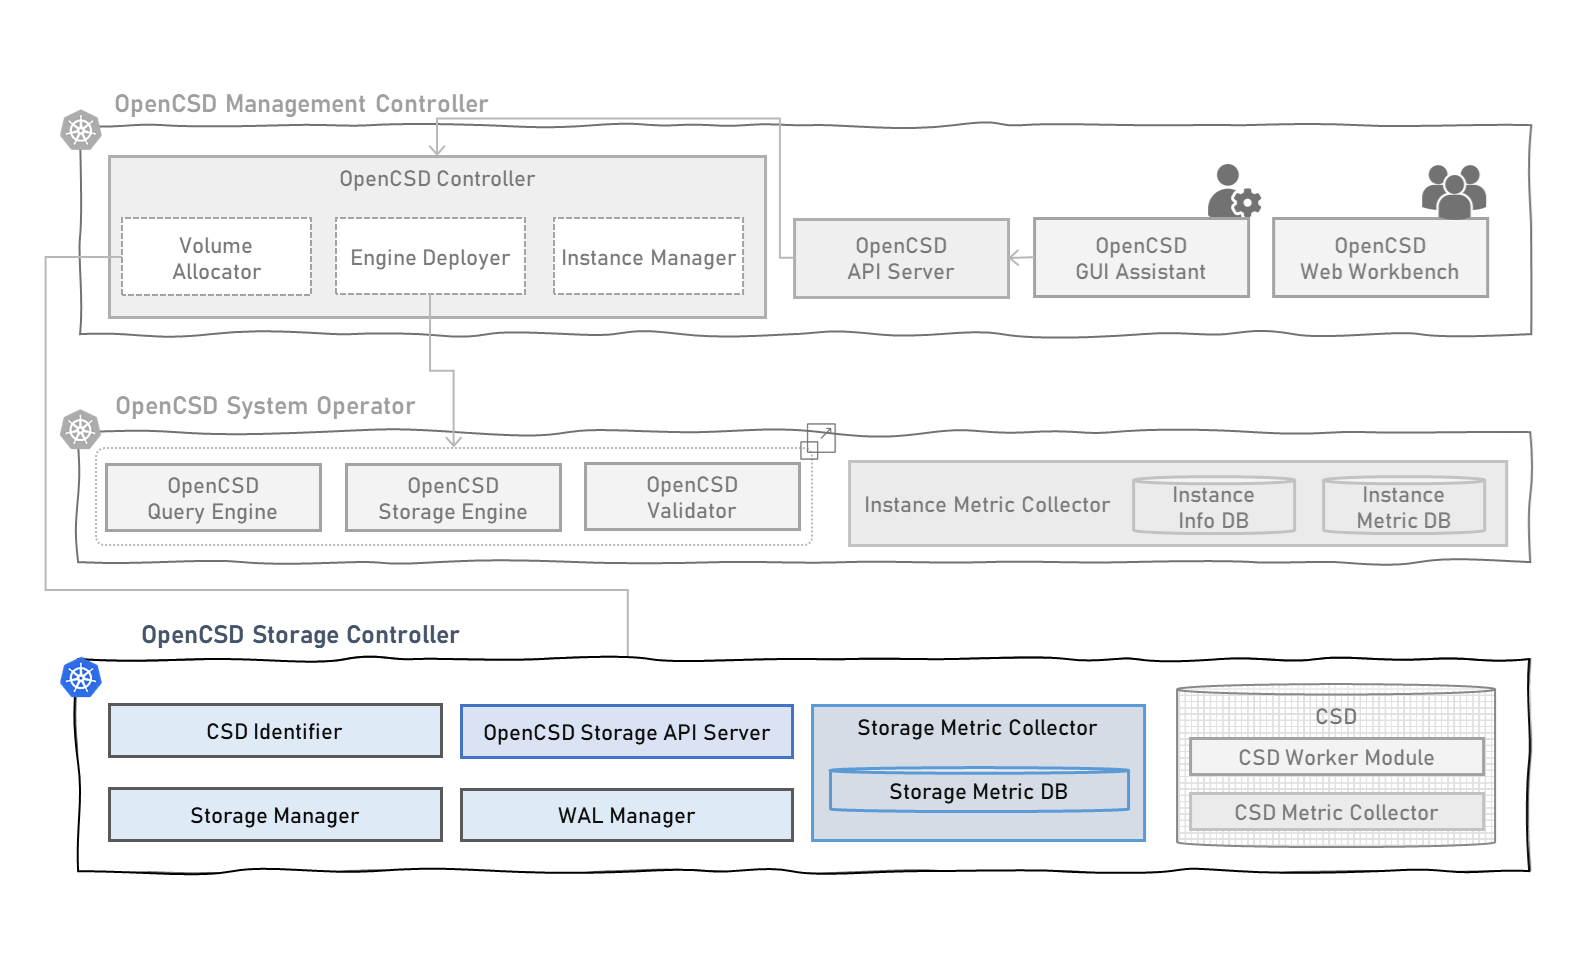 OpenCSD Management Controller
OpenCSD Controller
Volume
Allocator
Engine Deployer
Instance Manager
OpenCSD
API Server
OpenCSD
GUI Assistant
OpenCSD
Web Workbench
OpenCSD System Operator
OpenCSD
Query Engine
OpenCSD
Storage Engine
OpenCSD
Validator
Instance Metric Collector
Instance
Info DB
Instance
Metric DB
OpenCSD Storage Controller
CSD Identifier
OpenCSD Storage API Server
Storage Manager
WAL Manager
Storage Metric Collector
Storage Metric DB
CSD
CSD Worker Module
CSD Metric Collector